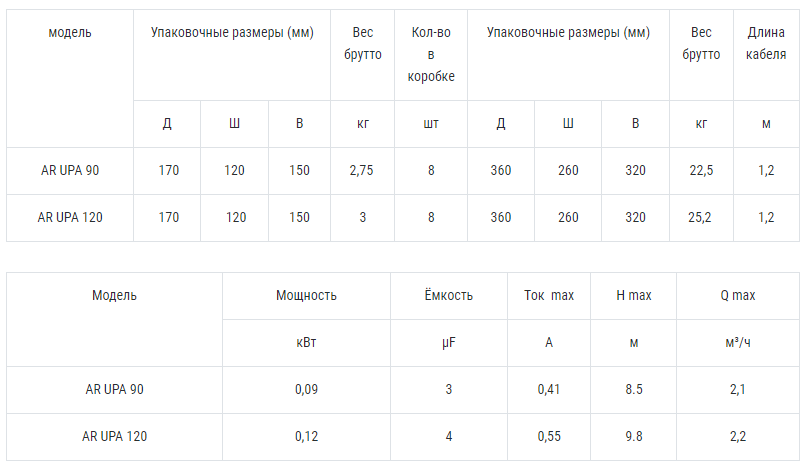 модель Упаковочные размеры (мм) Вес брутто Кол-во в коробке Упаковочные размеры (мм) Вес брутто Длина кабеля
Д Ш В кг шт Д Ш В кг м
AR UPA 90 170 120 150 2,75 8 360 260 320 22,5 1,2
AR UPA 120 170 120 150 3 8 360 260 320 25,2 1,2
Модель Мощность Ёмкость Ток max H max Q max
кВт µF А м м³/ч
AR UPA 90 0,09 3 0,41 8.5 2,1
AR UPA 120 0,12 4 0,55 9.8 2,2